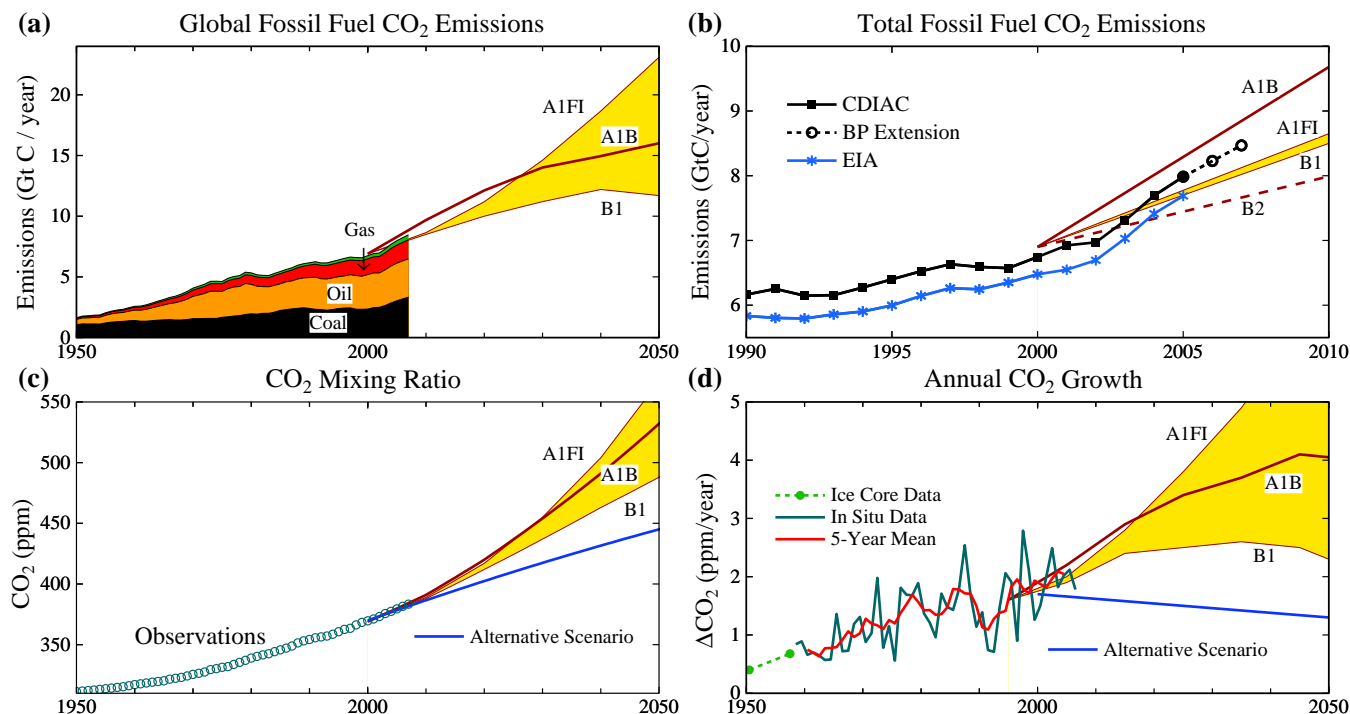 (a) Global Fossil Fuel CO₂ Emissions
Emissions (Gt C / year)
20
15
10
5
0
A1FI
A1B
B1
Gas
Oil
Coal
1950 2000 2050
(b) Total Fossil Fuel CO₂ Emissions
Emissions (GtC/year)
10
9
8
7
6
CDIAC
BP Extension
EIA
A1B
A1FI
B1
B2
1990 1995 2000 2005 2010
(c) CO₂ Mixing Ratio
CO₂ (ppm)
550
500
450
400
350
A1FI
A1B
B1
Observations
Alternative Scenario
1950 2000 2050
(d) Annual CO₂ Growth
ΔCO₂ (ppm/year)
5
4
3
2
1
0
A1FI
A1B
B1
Ice Core Data
In Situ Data
5-Year Mean
Alternative Scenario
1950 2000 2050